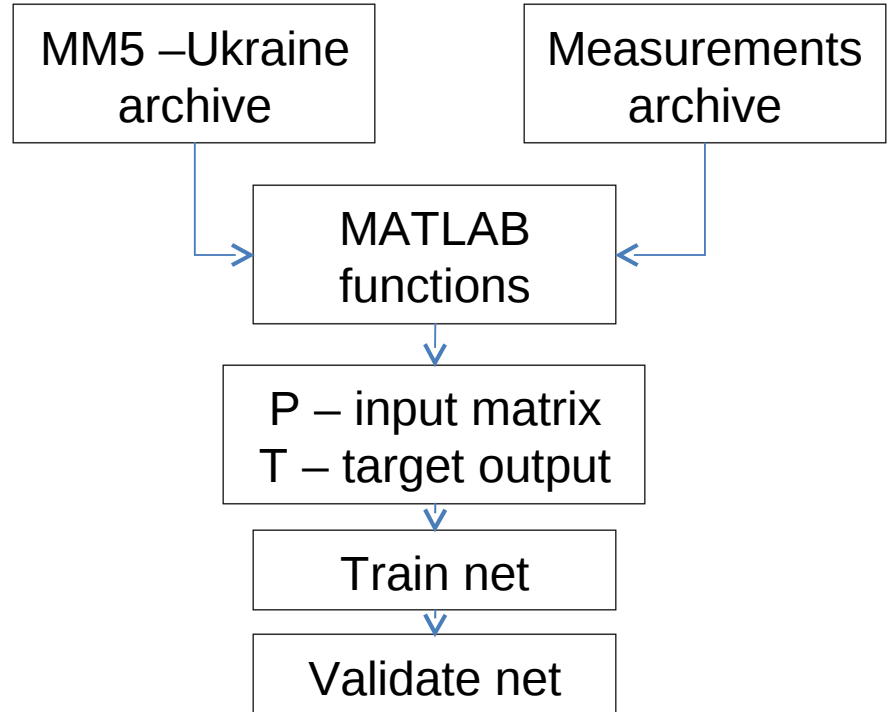 MM5 –Ukraine
archive
Measurements
archive
MATLAB
functions
P – input matrix
T – target output
Train net
Validate net